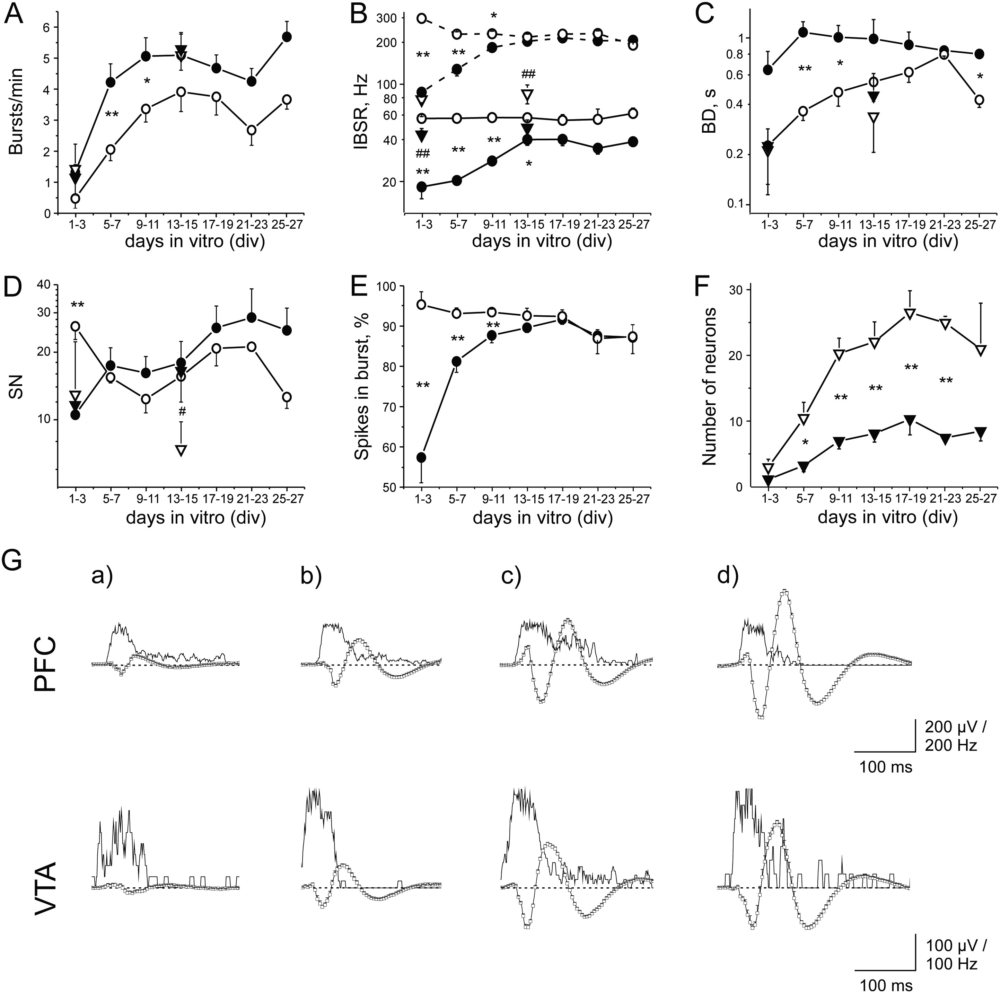 A
B
C
6
5
4
3
2
1
0
Bursts/min
*
**
1-3 5-7 9-11 13-15 17-19 21-23 25-27
days in vitro (div)
300
200
100
80
60
40
20
IBSR, Hz
*
** **
##
** **
##
** *
1-3 5-7 9-11 13-15 17-19 21-23 25-27
days in vitro (div)
1
0.8
0.6
0.4
0.2
0.1
BD, s
** * *
1-3 5-7 9-11 13-15 17-19 21-23 25-27
days in vitro (div)
D
E
F
40
30
20
10
SN
**
#
1-3 5-7 9-11 13-15 17-19 21-23 25-27
days in vitro (div)
100
90
80
70
60
50
Spikes in burst, %
**
**
**
1-3 5-7 9-11 13-15 17-19 21-23 25-27
days in vitro (div)
30
20
10
0
Number of neurons
* ** ** ** **
1-3 5-7 9-11 13-15 17-19 21-23 25-27
days in vitro (div)
G
a) b) c) d)
PFC
200 µV /
200 Hz
100 ms
VTA
100 µV /
100 Hz
100 ms